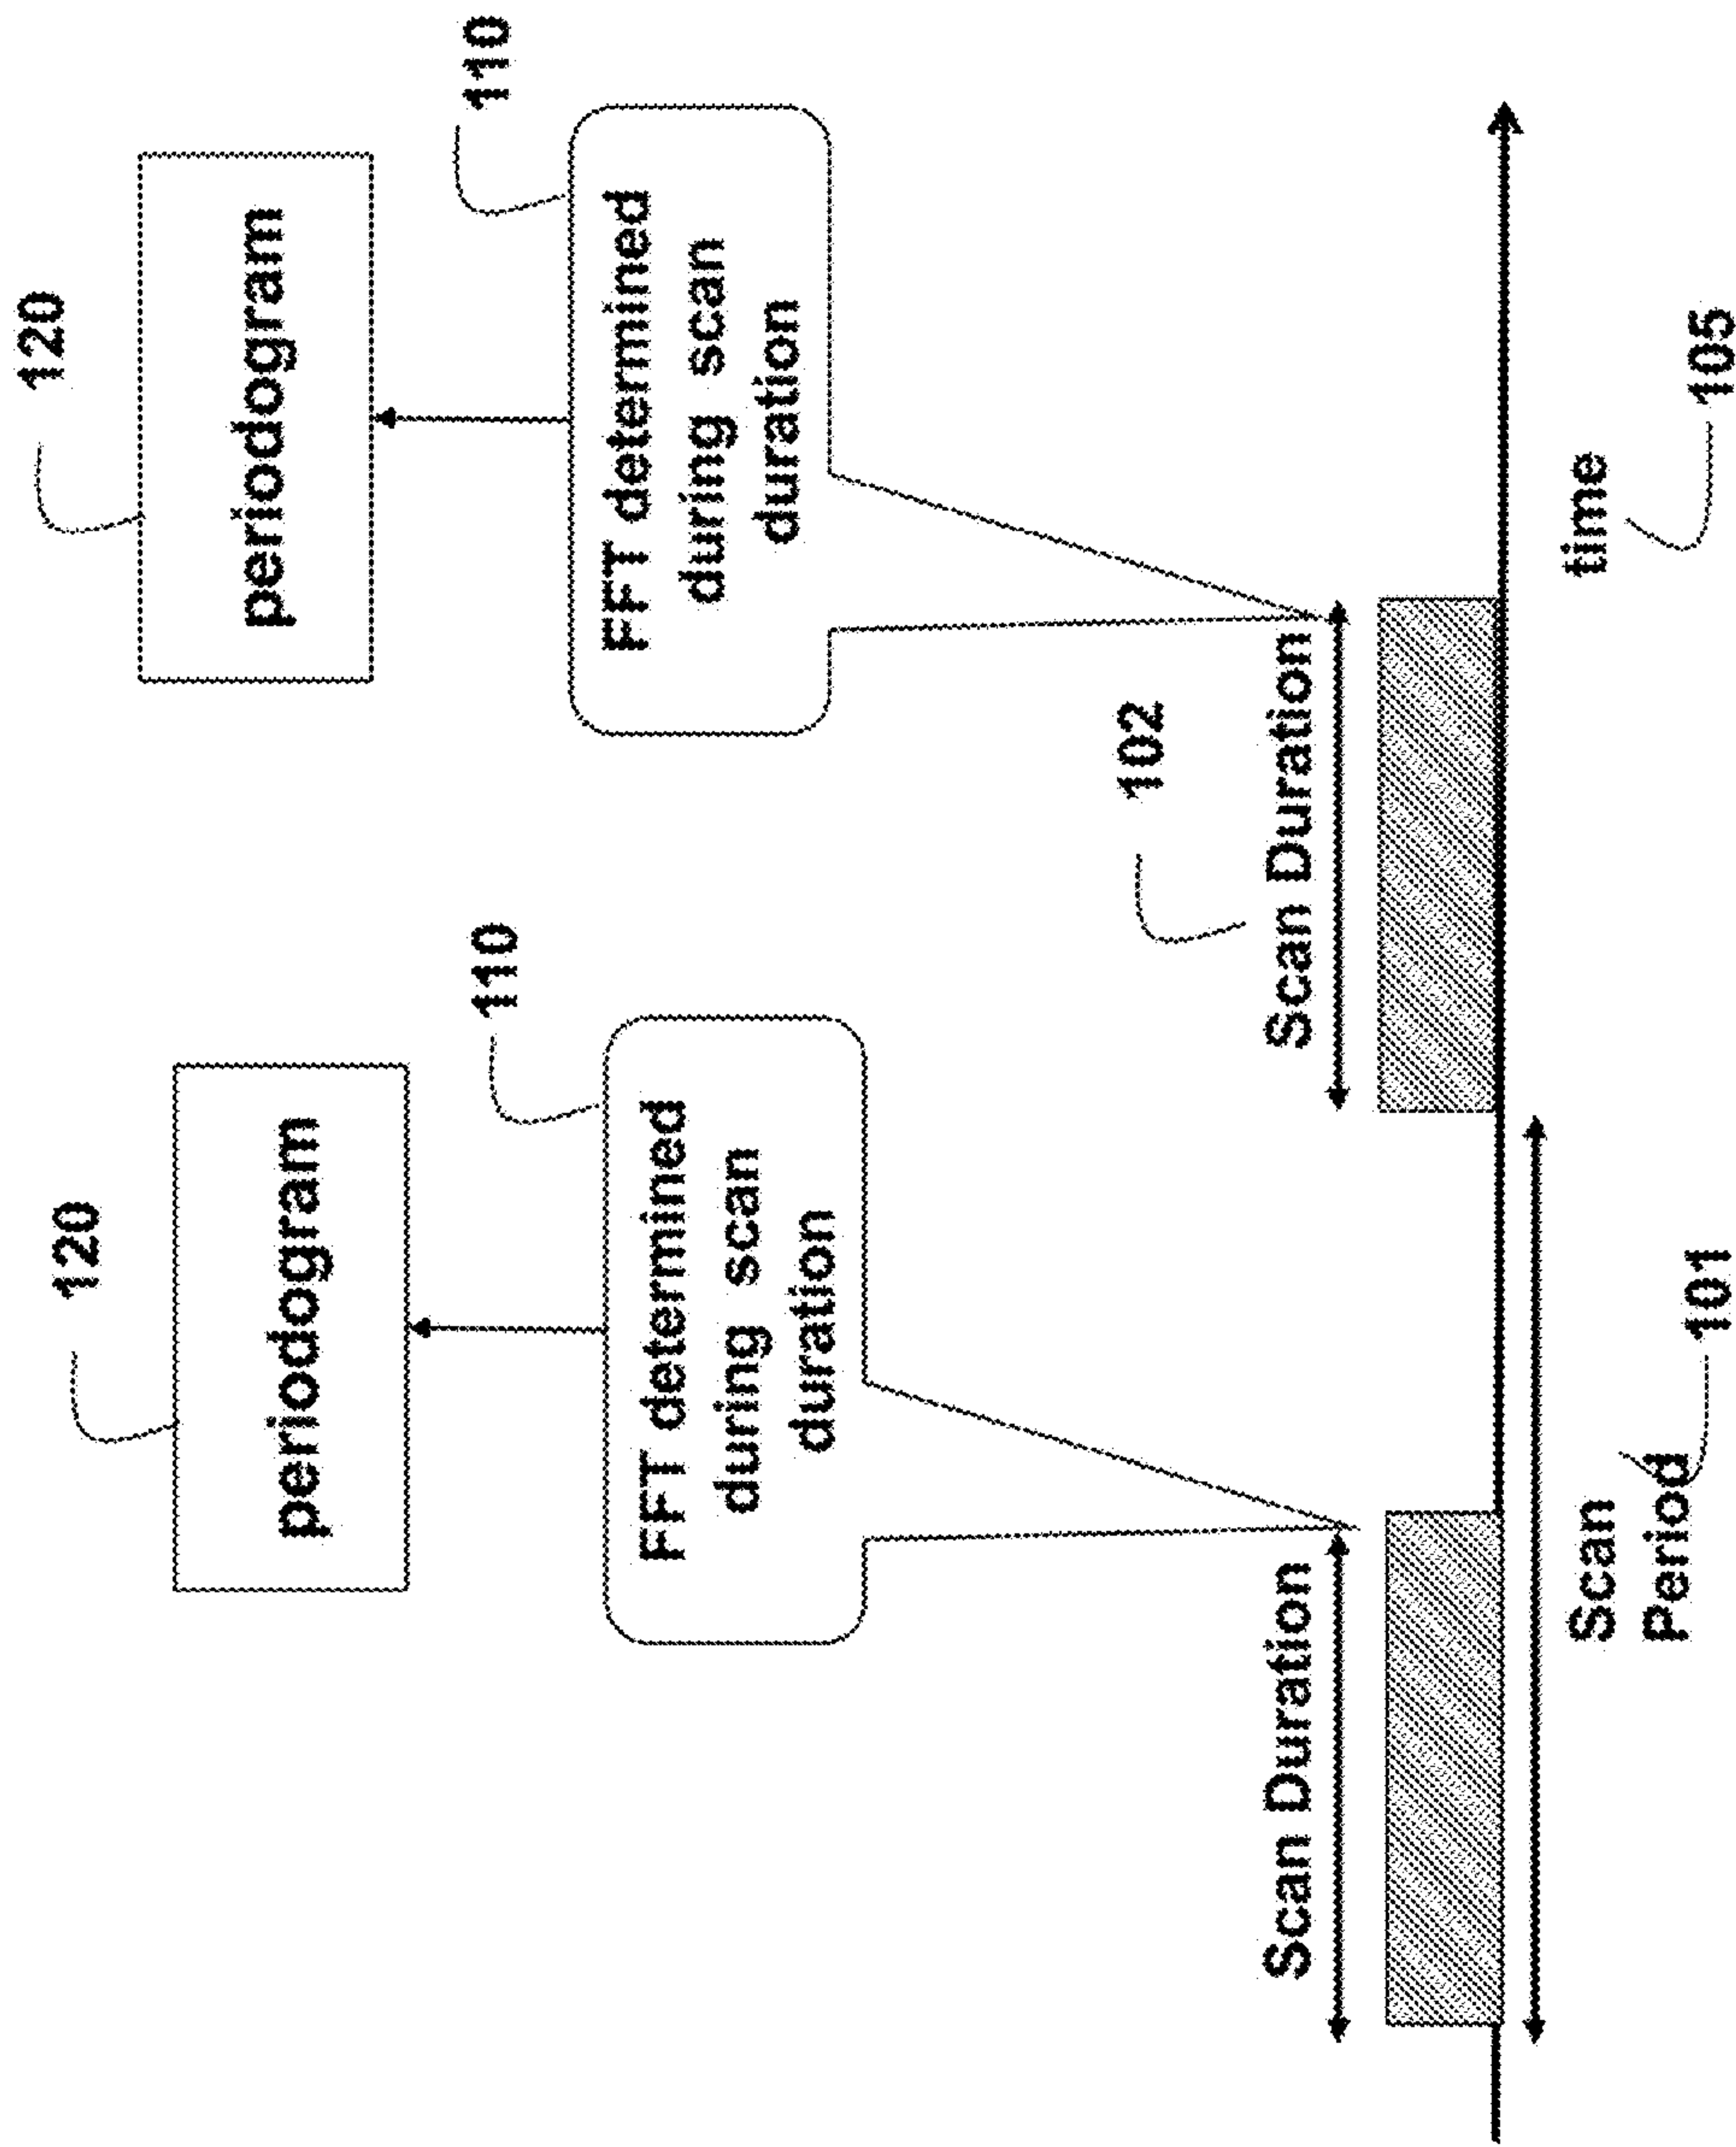 120
120
periodogram
periodogram
110
110
FFT determined
during scan
duration
FFT determined
during scan
duration
102
Scan Duration
Scan Duration
Scan
Period
time
101
105